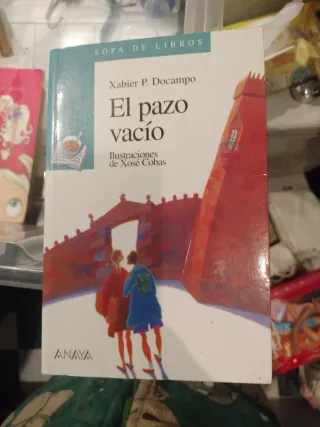 SOPA DE LIBROS
Xabier P. Docampo
El pazo
vacío
Ilustraciones
de Xosé Cobas
ANAYA